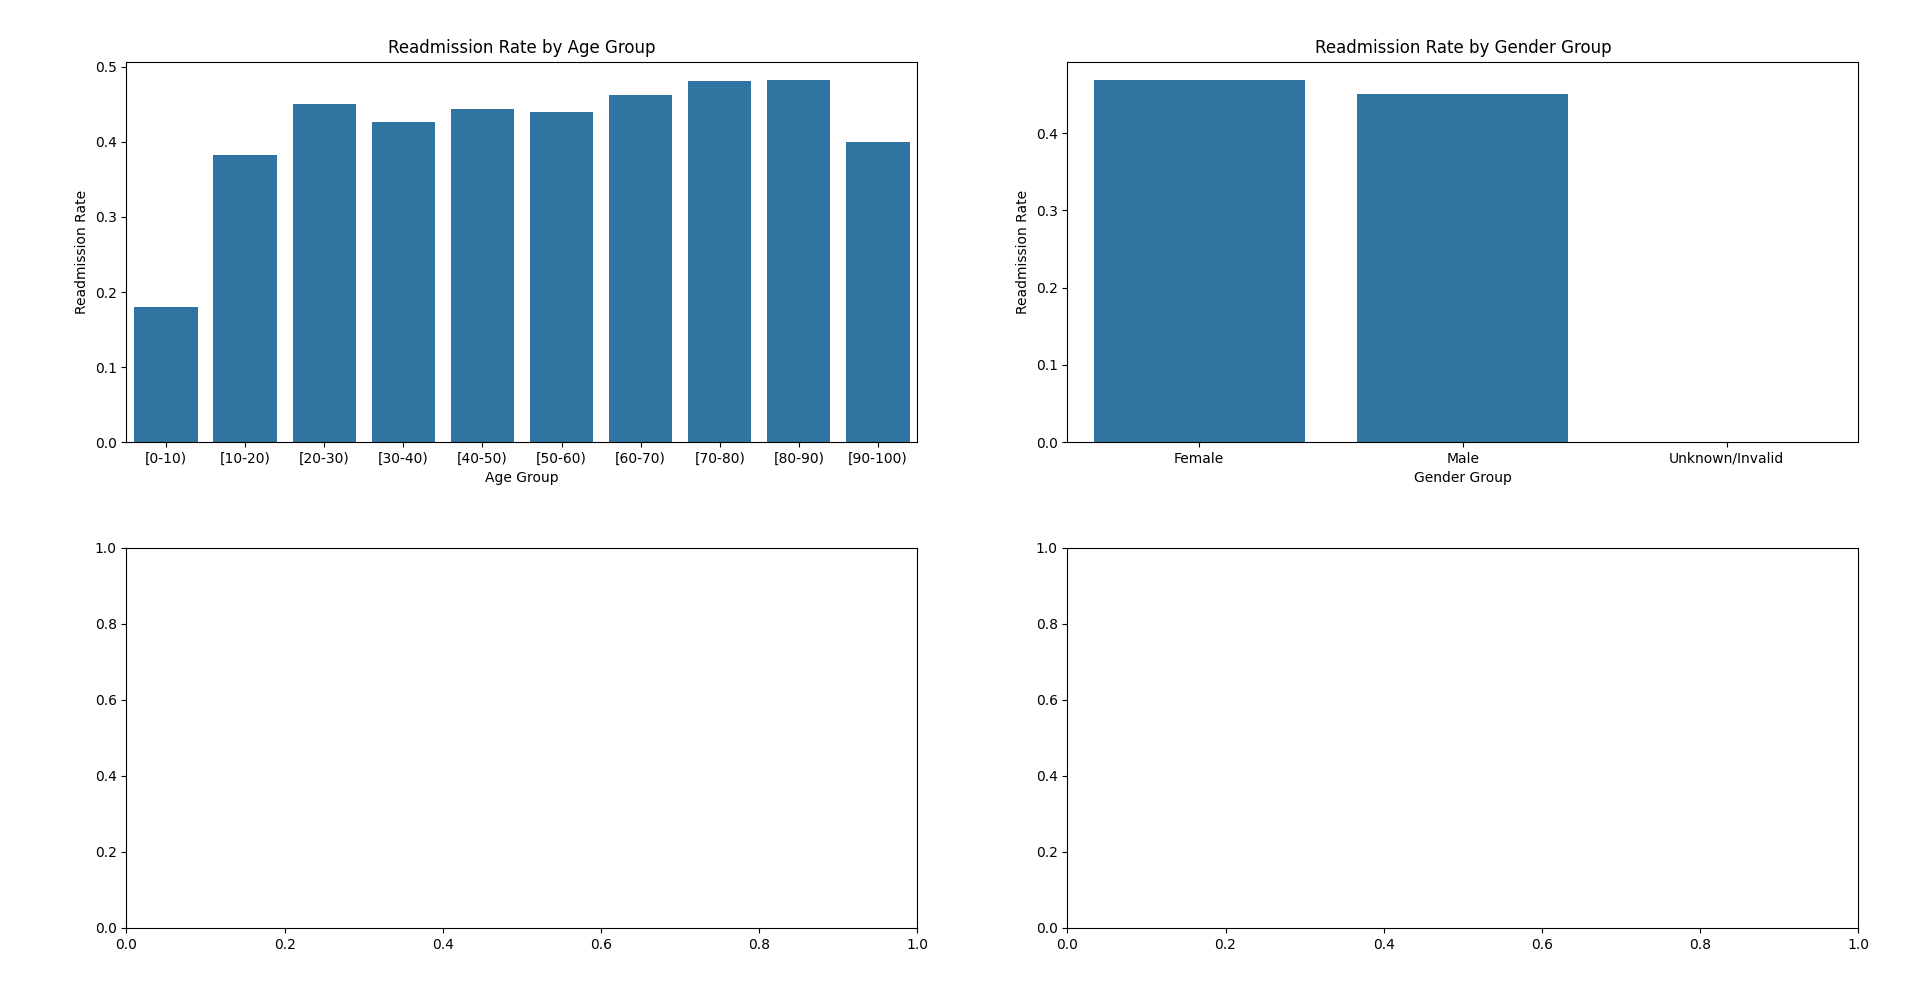 Readmission Rate by Age Group
0.5
0.4
0.3
0.2
0.1
0.0
Readmission Rate
[0-10) [10-20) [20-30) [30-40) [40-50) [50-60) [60-70) [70-80) [80-90) [90-100)
Age Group
Readmission Rate by Gender Group
0.4
0.3
0.2
0.1
0.0
Readmission Rate
Female Male Unknown/Invalid
Gender Group
1.0
0.8
0.6
0.4
0.2
0.0
0.0 0.2 0.4 0.6 0.8 1.0
1.0
0.8
0.6
0.4
0.2
0.0
0.0 0.2 0.4 0.6 0.8 1.0